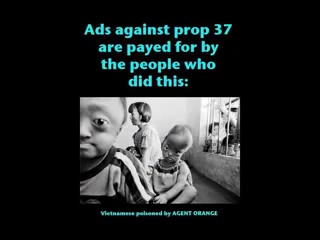 Ads against prop 37
are payed for by
the people who
did this:
Vietnamese poisoned by AGENT ORANGE